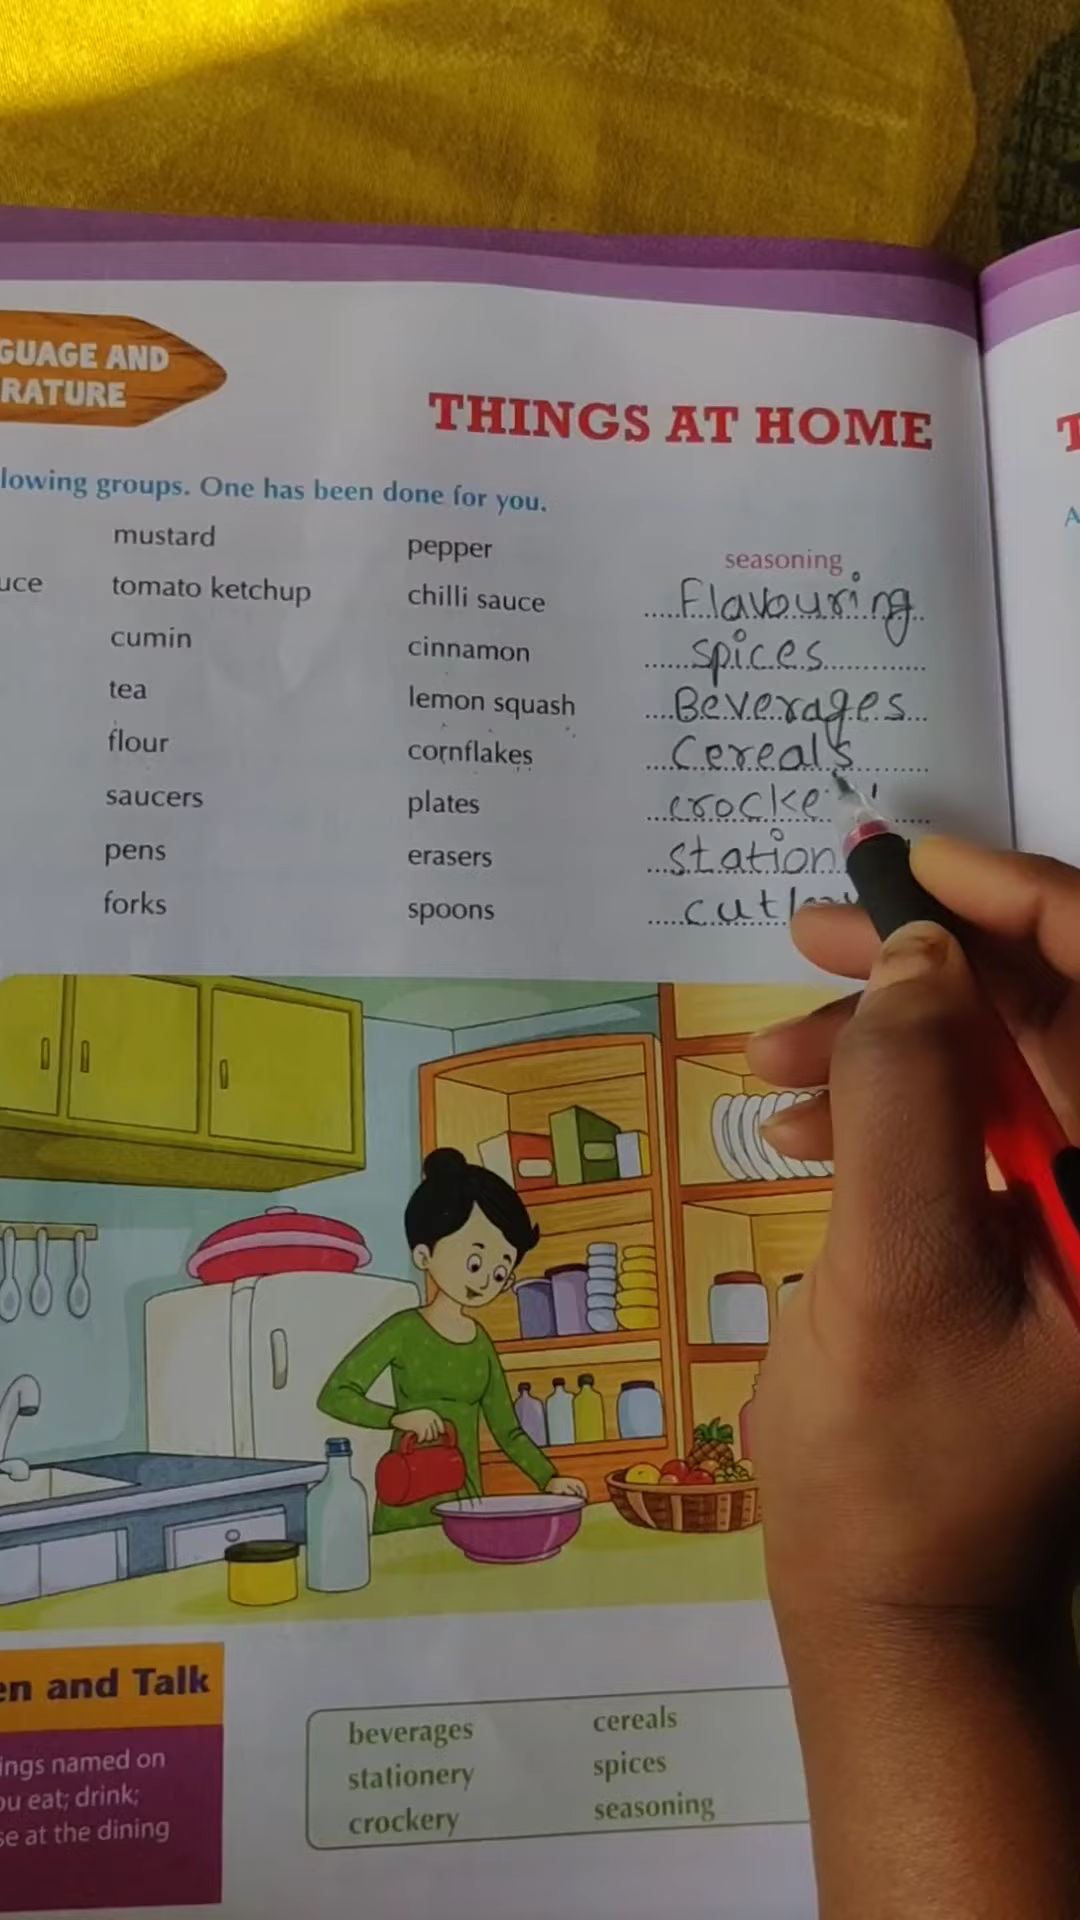 GUAGE AND
RATURE
THINGS AT HOME
lowing groups. One has been done for you.
mustard pepper seasoning
uce tomato ketchup chilli sauce Flavouring
cumin cinnamon spices
tea lemon squash Beverages
flour cornflakes Cereals
saucers plates crocke
pens erasers station
forks spoons
en and Talk
ings named on
ou eat; drink;
se at the dining
beverages cereals
stationery spices
crockery seasoning